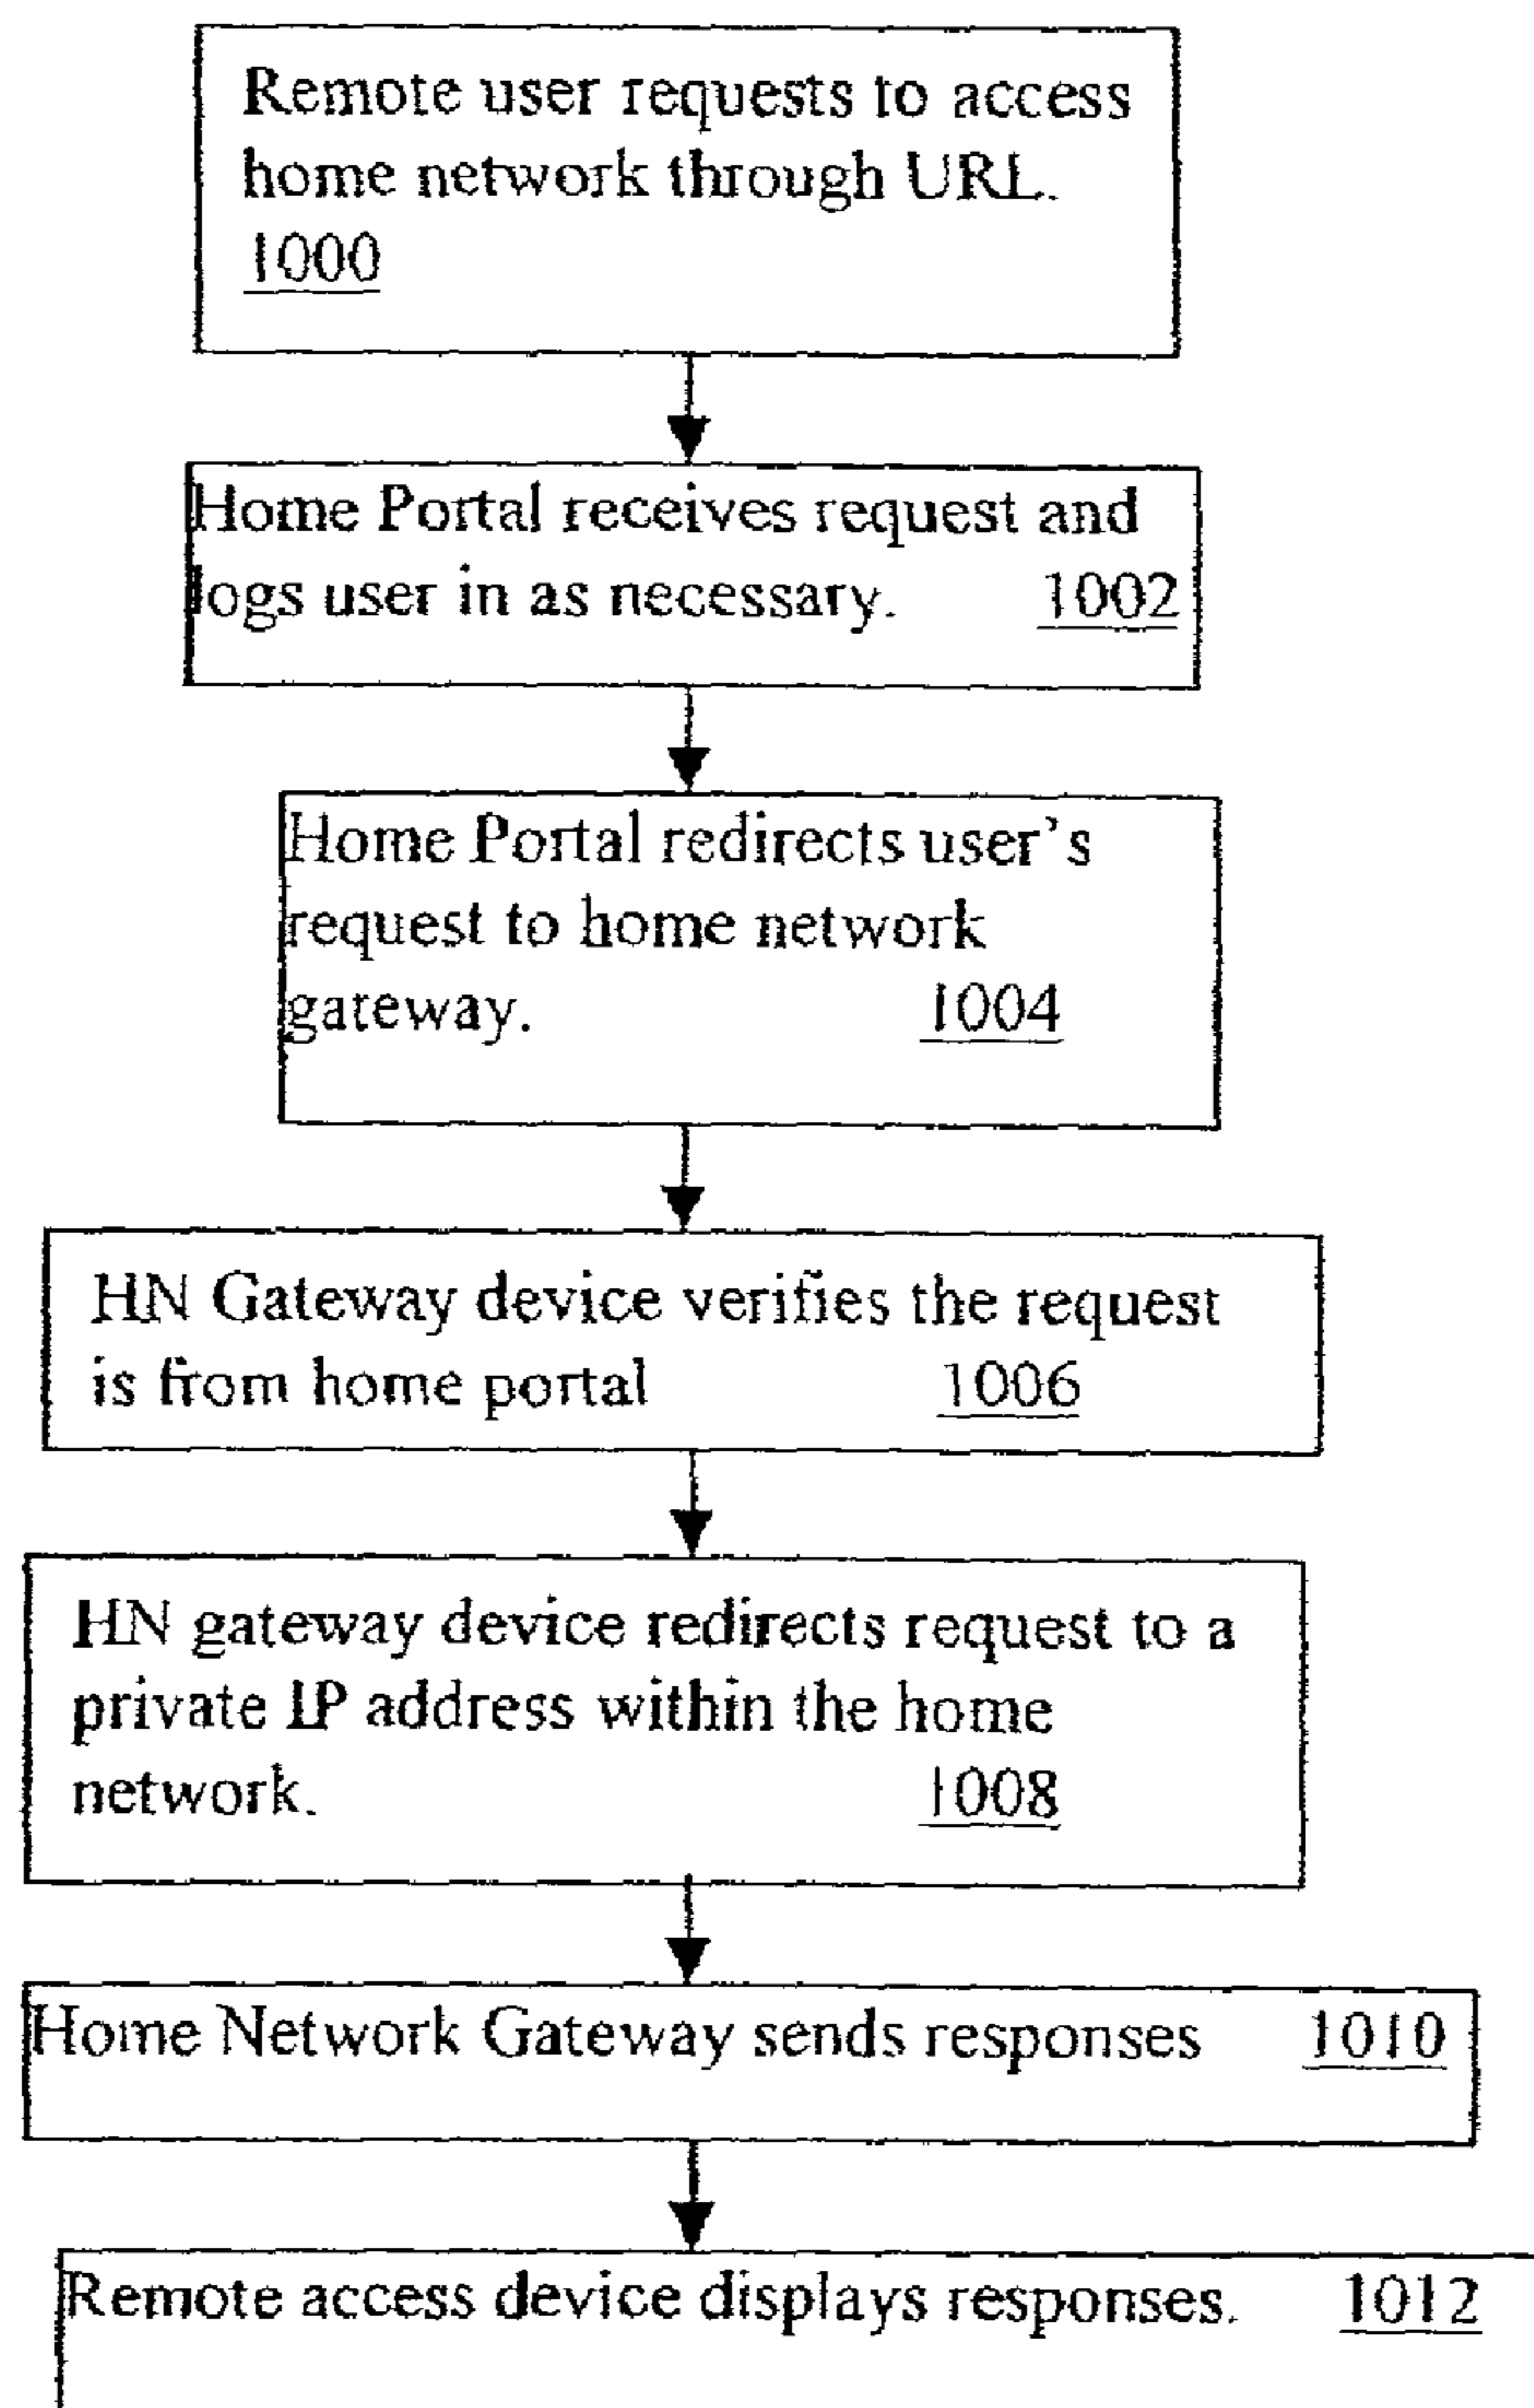 Remote user requests to access
home network through URL.
1000
Home Portal receives request and
logs user in as necessary. 1002
Home Portal redirects user's
request to home network
gateway. 1004
HN Gateway device verifies the request
is from home portal 1006
HN gateway device redirects request to a
private IP address within the home
network. 1008
Home Network Gateway sends responses 1010
Remote access device displays responses. 1012